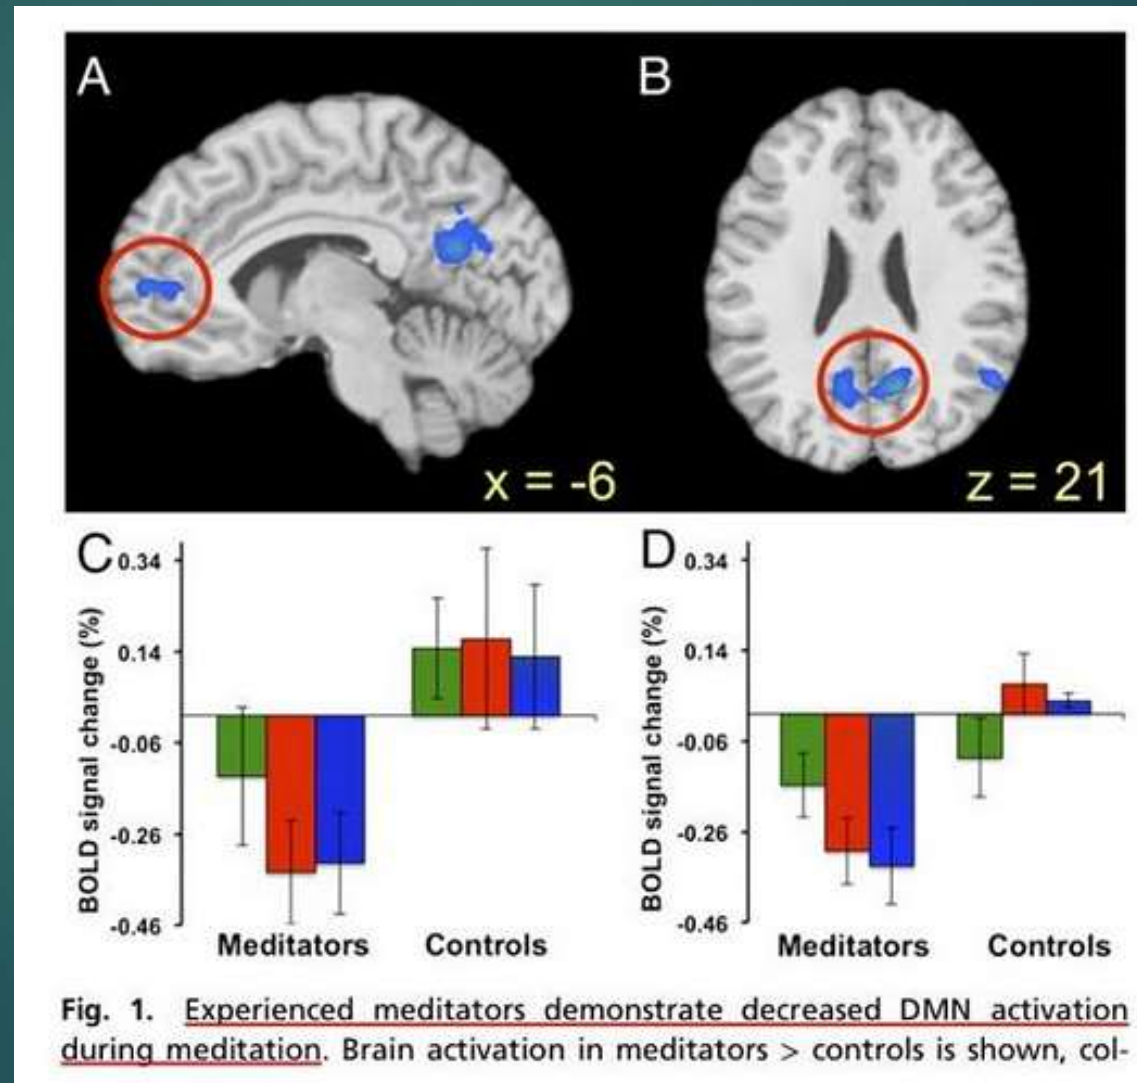 A
B
x = -6
z = 21
C
BOLD signal change (%)
0.34
0.14
-0.06
-0.26
-0.46
Meditators Controls
D
BOLD signal change (%)
0.34
0.14
-0.06
-0.26
-0.46
Meditators Controls
Fig. 1. Experienced meditators demonstrate decreased DMN activation
during meditation. Brain activation in meditators > controls is shown, col-